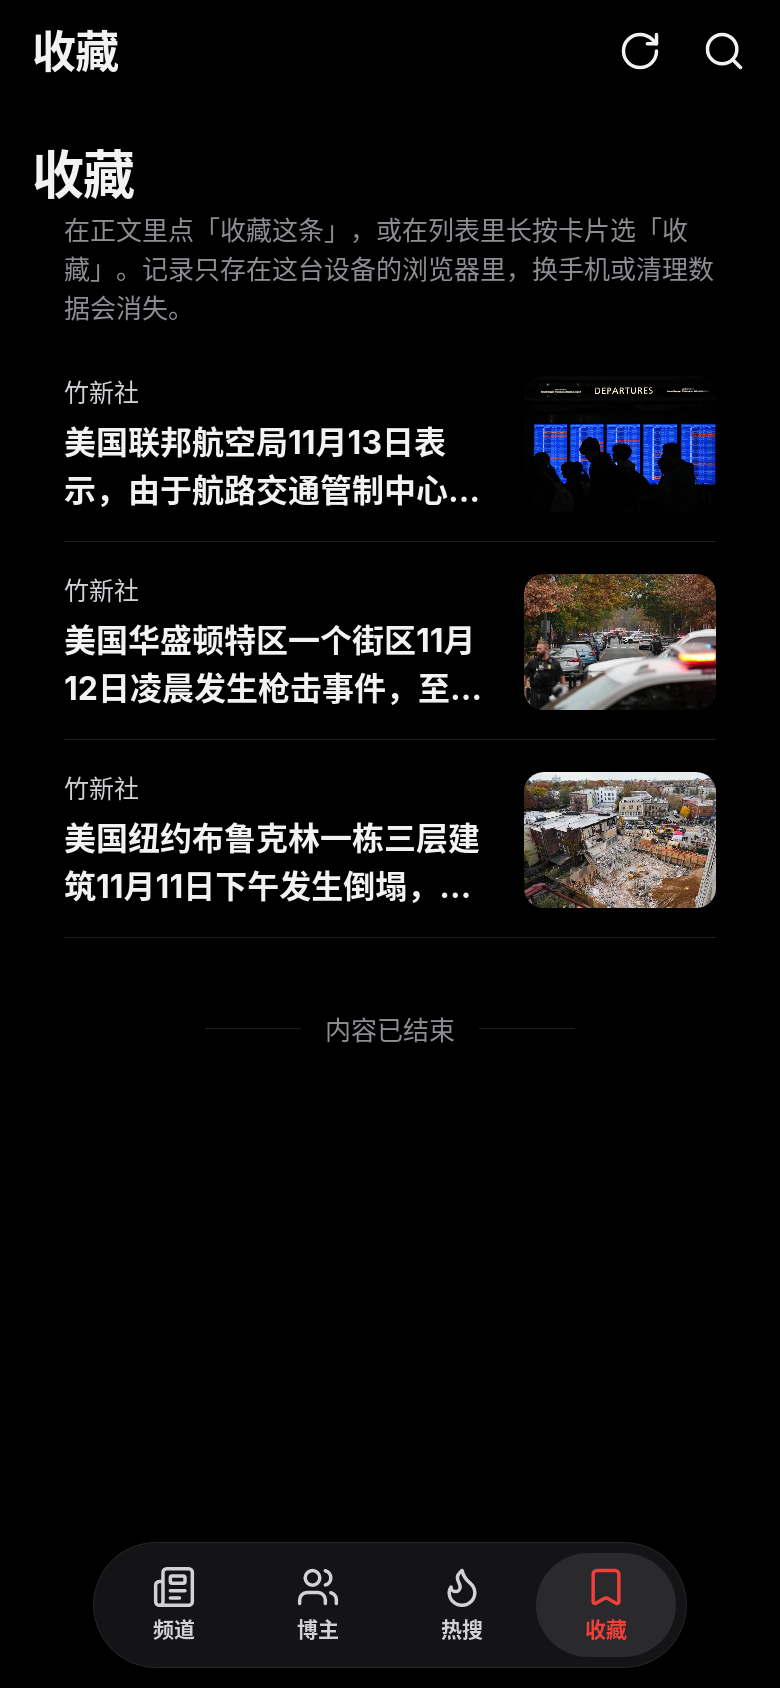 收藏
收藏
在正文里点「收藏这条」，或在列表里长按卡片选「收
藏」。记录只存在这台设备的浏览器里，换手机或清理数
据会消失。
竹新社
美国联邦航空局11月13日表
示，由于航路交通管制中心...
DEPARTURES
竹新社
美国华盛顿特区一个街区11月
12日凌晨发生枪击事件，至...
竹新社
美国纽约布鲁克林一栋三层建
筑11月11日下午发生倒塌，...
内容已结束
频道
博主
热搜
收藏